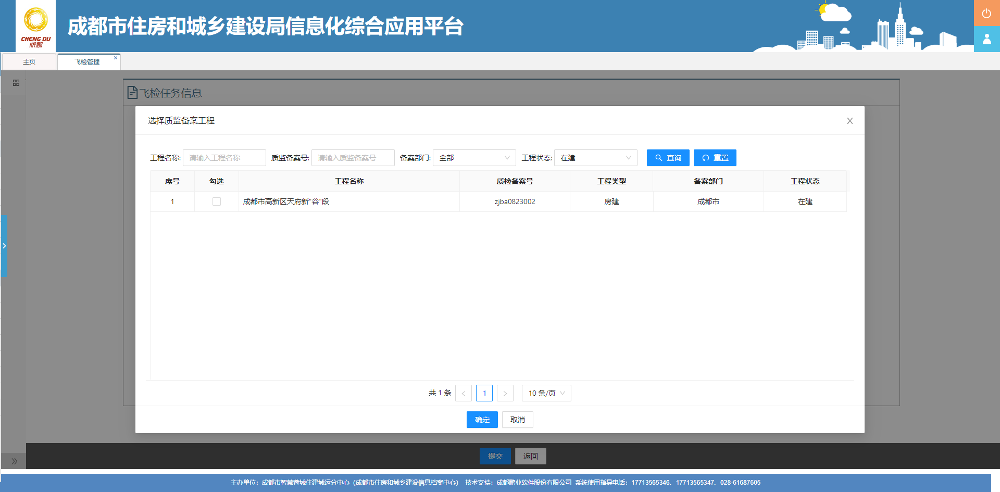 CHENG DU
成都
成都市住房和城乡建设局信息化综合应用平台
主页
飞检管理
飞检任务信息
选择质监备案工程
工程名称: 请输入工程名称 质监备案号: 请输入质监备案号 备案部门: 全部 工程状态: 在建 查询 重置
序号 勾选 工程名称 质检备案号 工程类型 备案部门 工程状态
1 成都市高新区天府新"谷"段 zjba0823002 房建 成都市 在建
共 1 条 < 1 > 10 条/页
确定 取消
提交 返回
主办单位：成都市智慧蓉城住建城运分中心（成都市住房和城乡建设信息档案中心） 技术支持：成都鹏业软件股份有限公司 系统使用指导电话：17713565346、17713565347、028-61687605